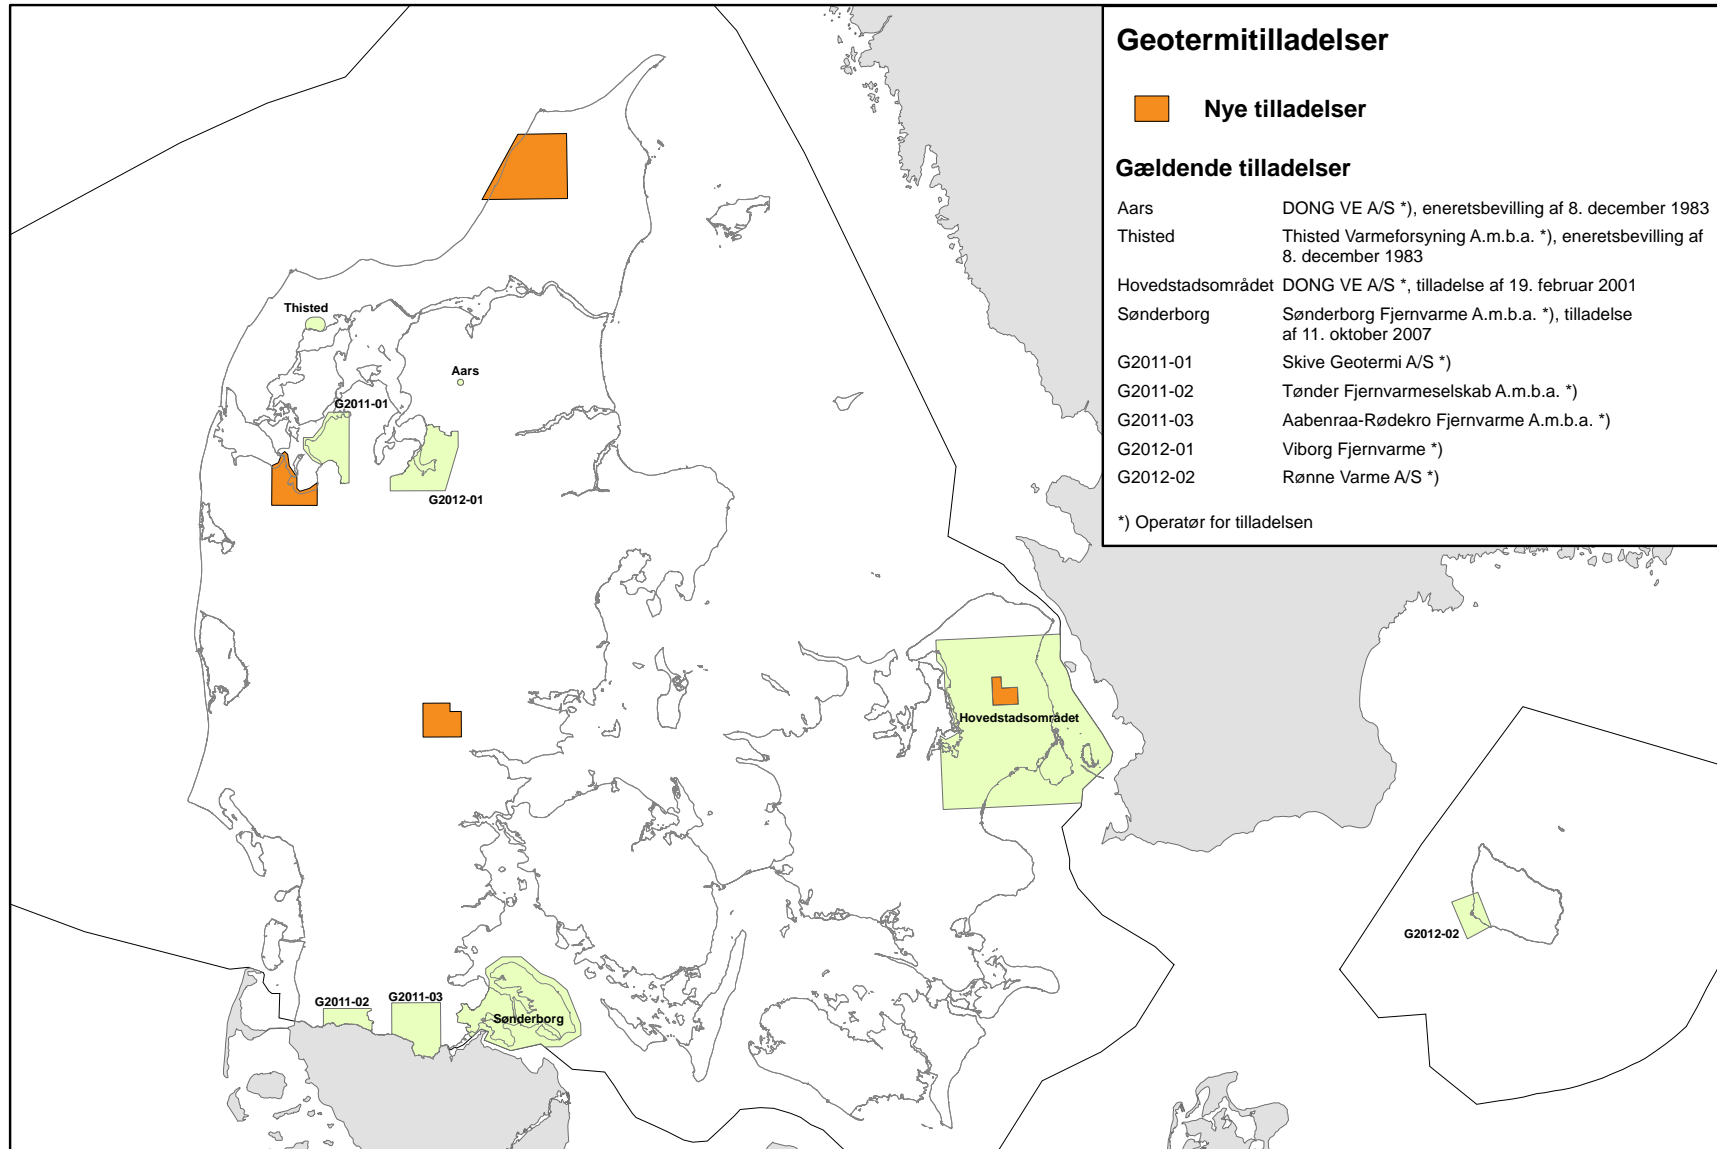 Geotermitilladelser
Nye tilladelser
Gældende tilladelser
Aars DONG VE A/S *), eneretsbevilling af 8. december 1983
Thisted Thisted Varmeforsyning A.m.b.a. *), eneretsbevilling af
8. december 1983
Hovedstadsområdet DONG VE A/S *, tilladelse af 19. februar 2001
Sønderborg Sønderborg Fjernvarme A.m.b.a. *), tilladelse
af 11. oktober 2007
G2011-01 Skive Geotermi A/S *)
G2011-02 Tønder Fjernvarmeselskab A.m.b.a. *)
G2011-03 Aabenraa-Rødekro Fjernvarme A.m.b.a. *)
G2012-01 Viborg Fjernvarme *)
G2012-02 Rønne Varme A/S *)
*) Operatør for tilladelsen
Thisted
Aars
G2011-01
G2012-01
Hovedstadsområdet
G2012-02
G2011-02
G2011-03
Sønderborg